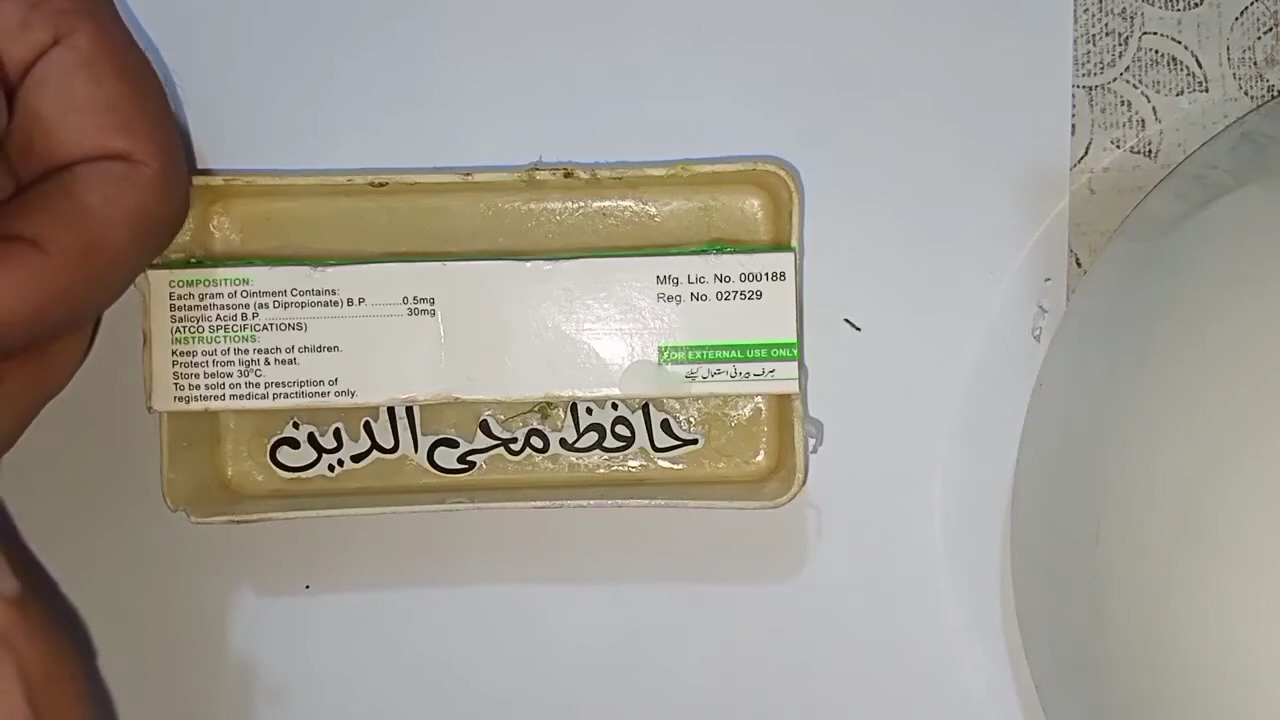 COMPOSITION:
Each gram of Ointment Contains:
Betamethasone (as Dipropionate) B.P. .........0.5mg
Salicylic Acid B.P. ........................................ 30mg
(ATCO SPECIFICATIONS)
INSTRUCTIONS:
Keep out of the reach of children.
Protect from light & heat.
Store below 30°C.
To be sold on the prescription of
registered medical practitioner only.
Mfg. Lic. No. 000188
Reg. No. 027529
FOR EXTERNAL USE ONLY
صرف بیرونی استعمال کیلئے
حافظ محی الدین